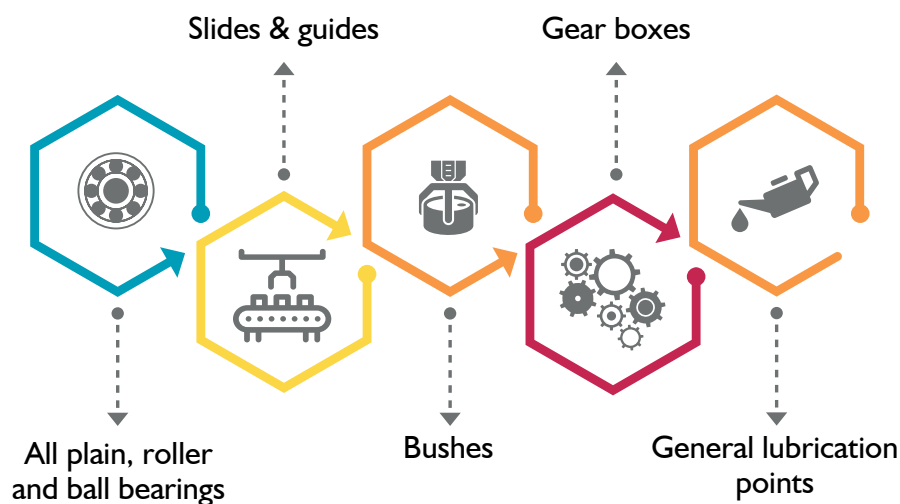 Slides & guides
Gear boxes
All plain, roller
and ball bearings
Bushes
General lubrication
points